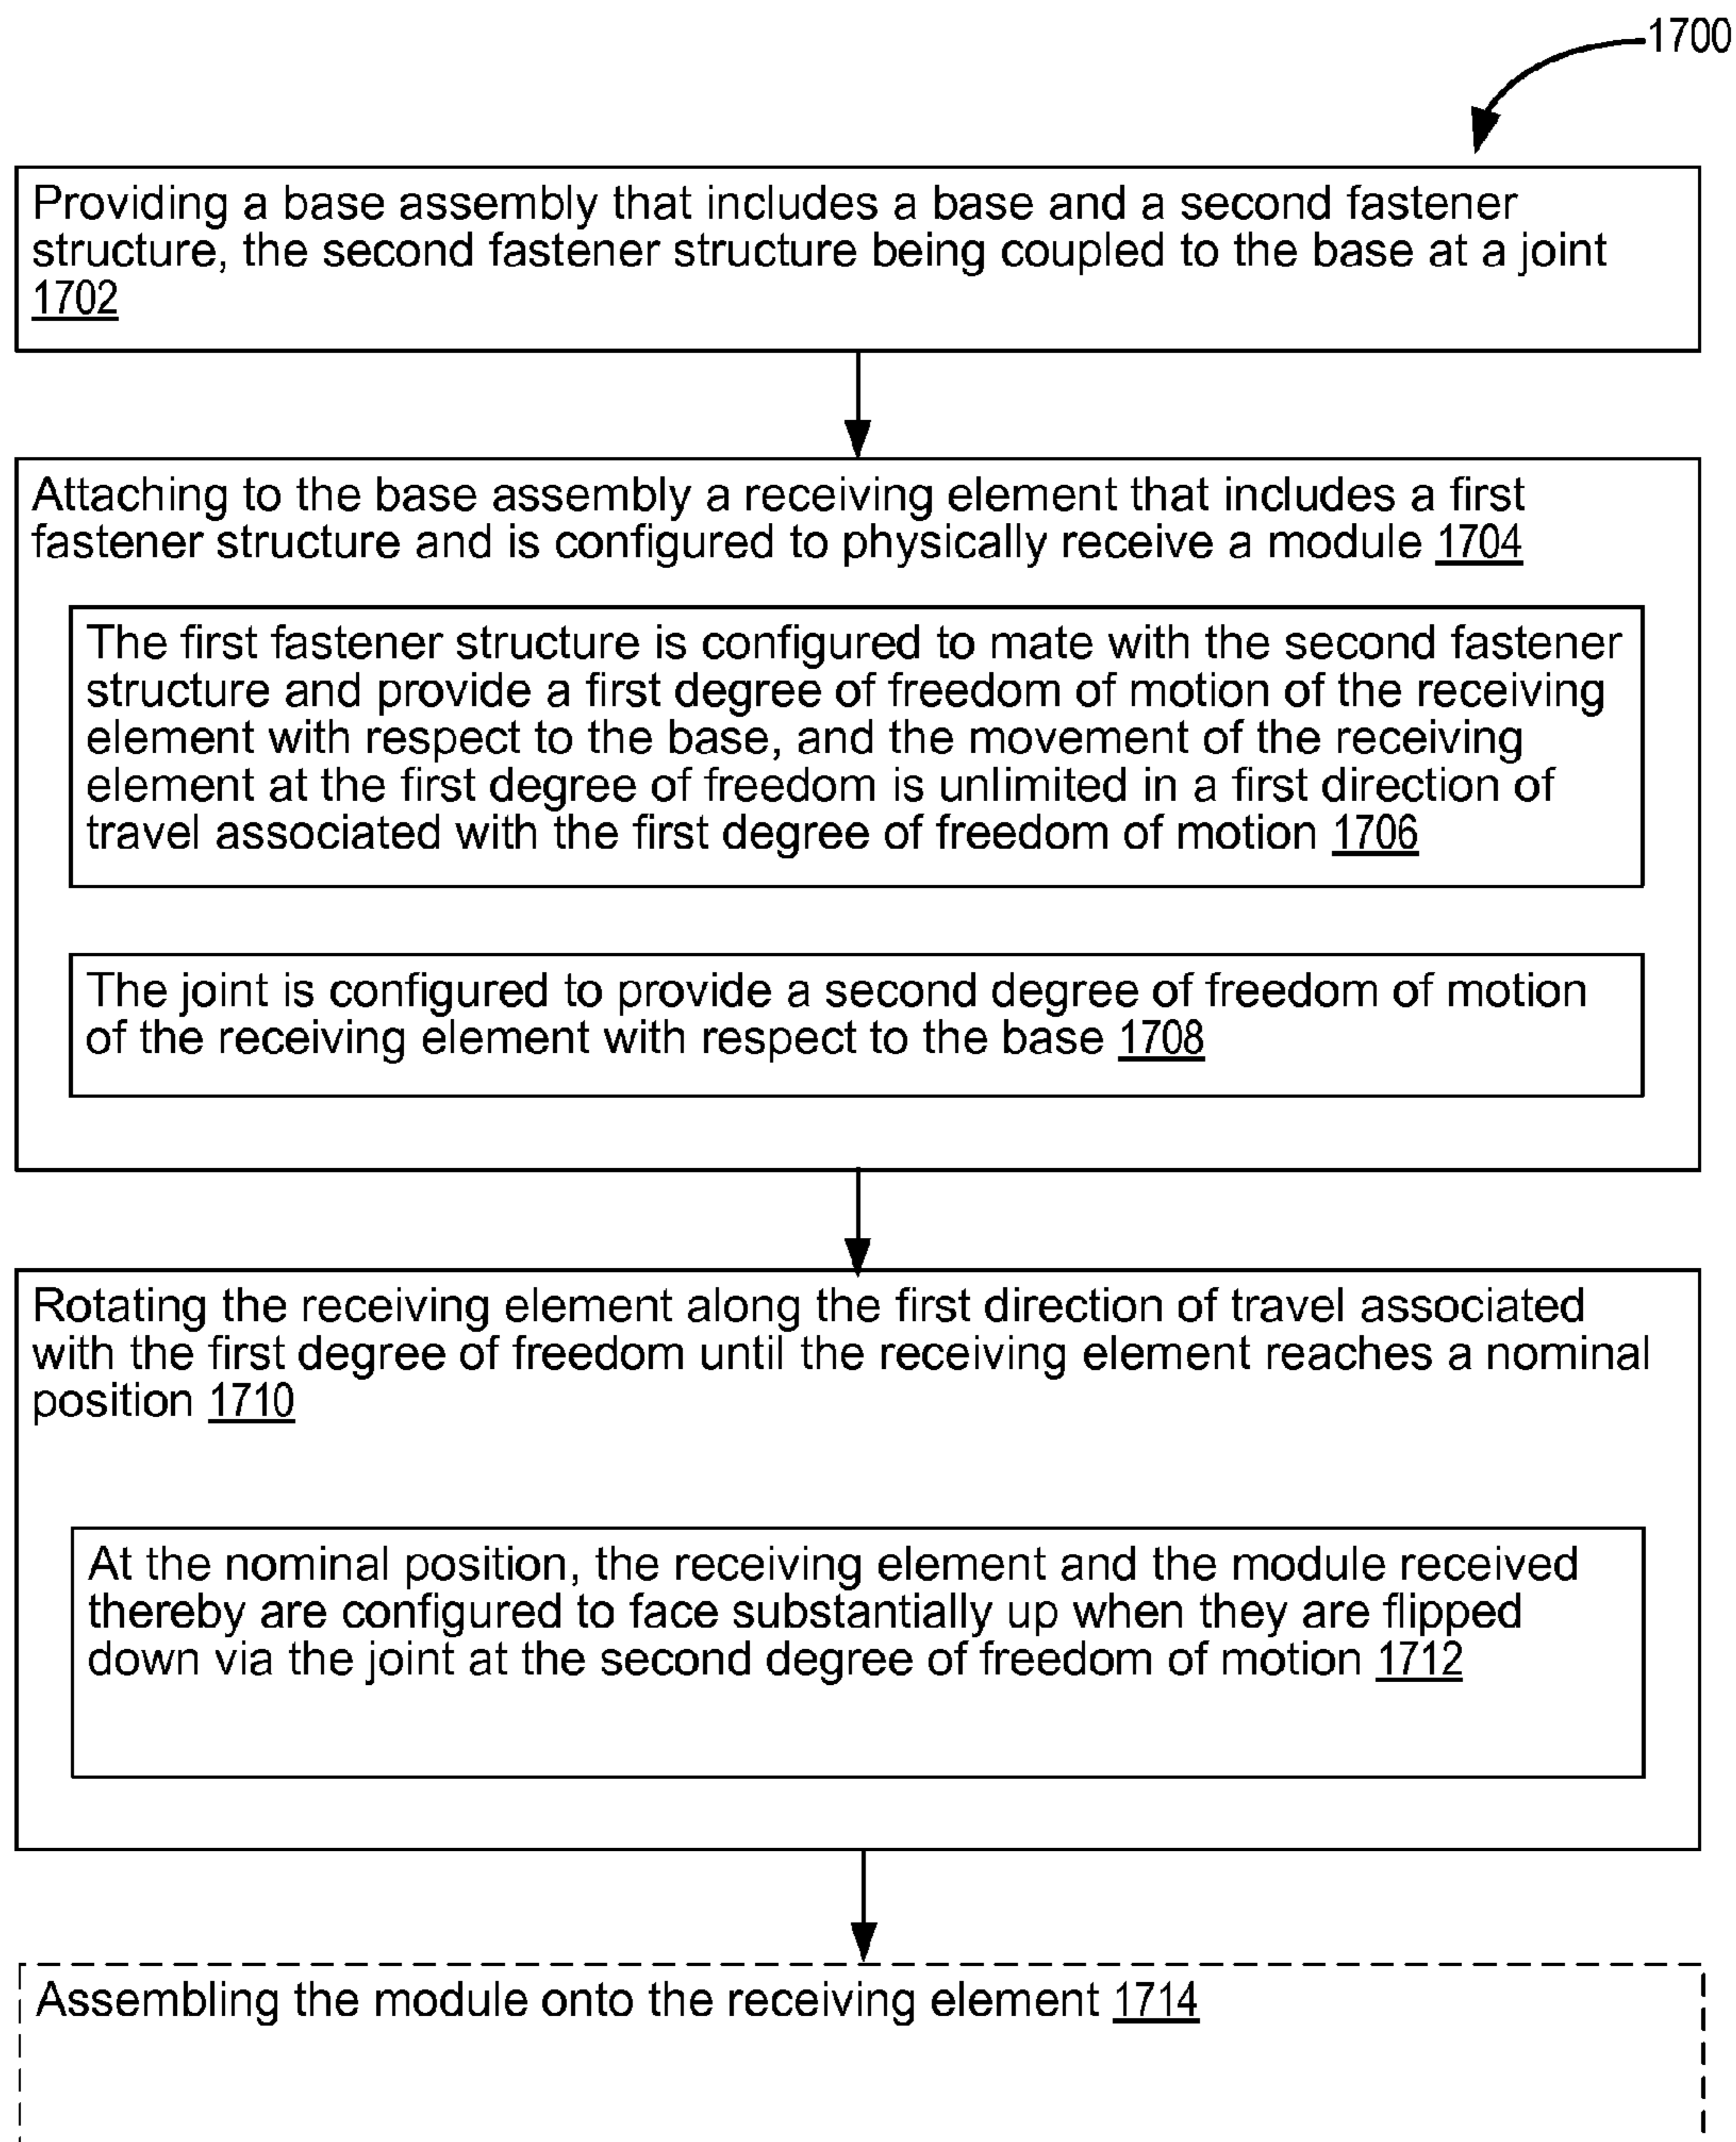 1700
Providing a base assembly that includes a base and a second fastener
structure, the second fastener structure being coupled to the base at a joint
1702
Attaching to the base assembly a receiving element that includes a first
fastener structure and is configured to physically receive a module 1704
The first fastener structure is configured to mate with the second fastener
structure and provide a first degree of freedom of motion of the receiving
element with respect to the base, and the movement of the receiving
element at the first degree of freedom is unlimited in a first direction of
travel associated with the first degree of freedom of motion 1706
The joint is configured to provide a second degree of freedom of motion
of the receiving element with respect to the base 1708
Rotating the receiving element along the first direction of travel associated
with the first degree of freedom until the receiving element reaches a nominal
position 1710
At the nominal position, the receiving element and the module received
thereby are configured to face substantially up when they are flipped
down via the joint at the second degree of freedom of motion 1712
Assembling the module onto the receiving element 1714